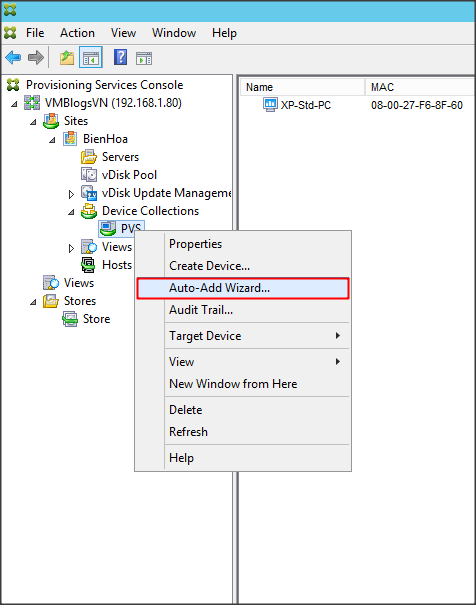 File Action View Window Help
Provisioning Services Console
VMBlogsVN (192.168.1.80)
Sites
BienHoa
Servers
vDisk Pool
vDisk Update Manageme
Device Collections
PVS
Views
Hosts
Views
Stores
Store
Name MAC
XP-Std-PC 08-00-27-F6-8F-60
Properties
Create Device...
Auto-Add Wizard...
Audit Trail...
Target Device
View
New Window from Here
Delete
Refresh
Help